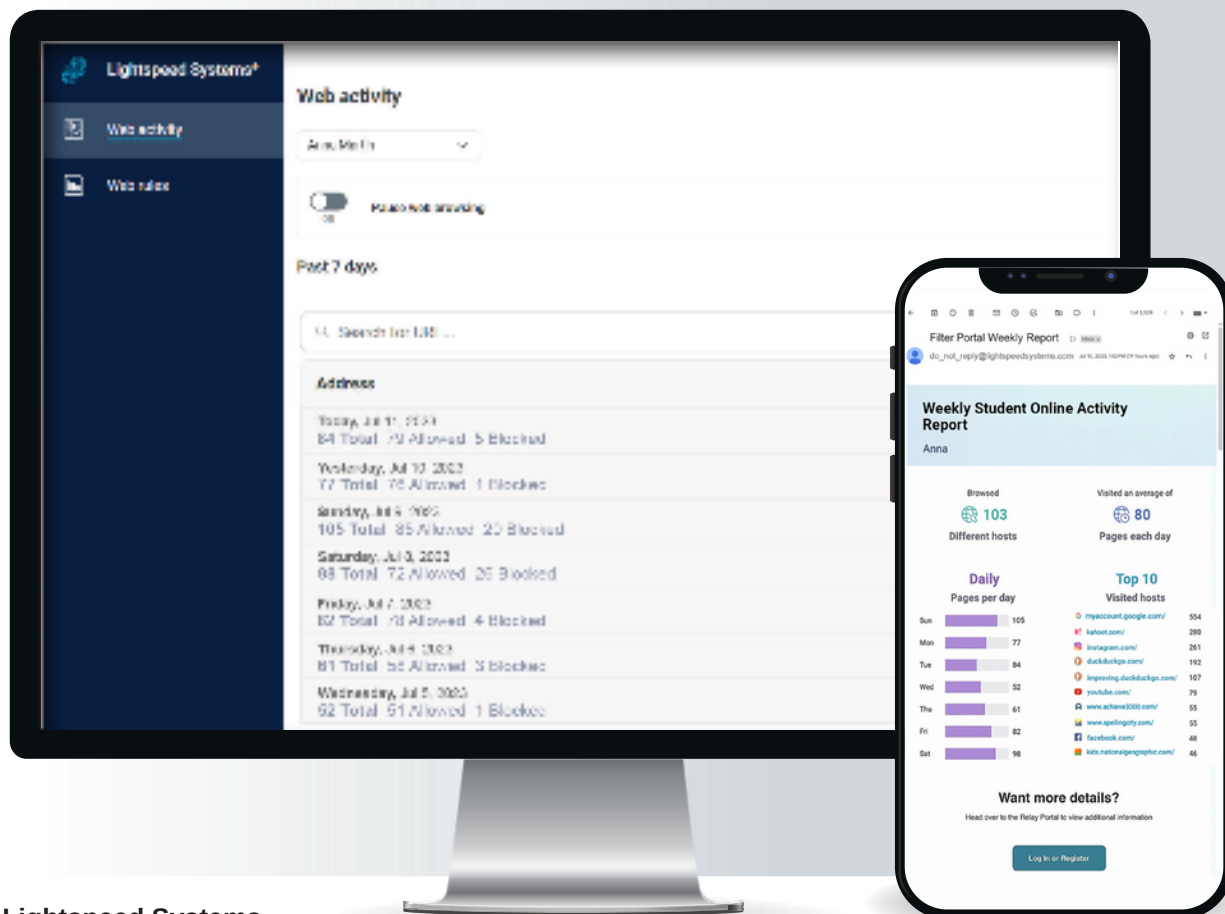 Lightspeed Systems
Web activity
Web rules
Web activity
Off
Pause web browsing
Past 7 days
Search for URL ...
Address
Today, Jul 11, 2023
84 Total 79 Allowed 5 Blocked
Yesterday, Jul 10, 2023
77 Total 76 Allowed 1 Blocked
Sunday, Jul 9, 2023
105 Total 85 Allowed 20 Blocked
Saturday, Jul 8, 2023
98 Total 72 Allowed 26 Blocked
Friday, Jul 7, 2023
82 Total 78 Allowed 4 Blocked
Thursday, Jul 6, 2023
61 Total 58 Allowed 3 Blocked
Wednesday, Jul 5, 2023
52 Total 51 Allowed 1 Blocked
Filter Portal Weekly Report
do_not_reply@lightspeedsystems.com
Weekly Student Online Activity
Report
Anna
Browsed
103
Different hosts
Visited an average of
80
Pages each day
Daily
Pages per day
Sun 105
Mon 77
Tue 84
Wed 52
Thu 61
Fri 82
Sat 98
Top 10
Visited hosts
myaccount.google.com/ 554
kahoot.com/ 280
instagram.com/ 261
duckduckgo.com/ 192
improving.duckduckgo.com/ 107
youtube.com/ 79
www.achieve3000.com/ 55
www.spellingcity.com/ 55
facebook.com/ 48
kids.nationalgeographic.com/ 46
Want more details?
Head over to the Relay Portal to view additional information
Log In or Register
Lightspeed Systems